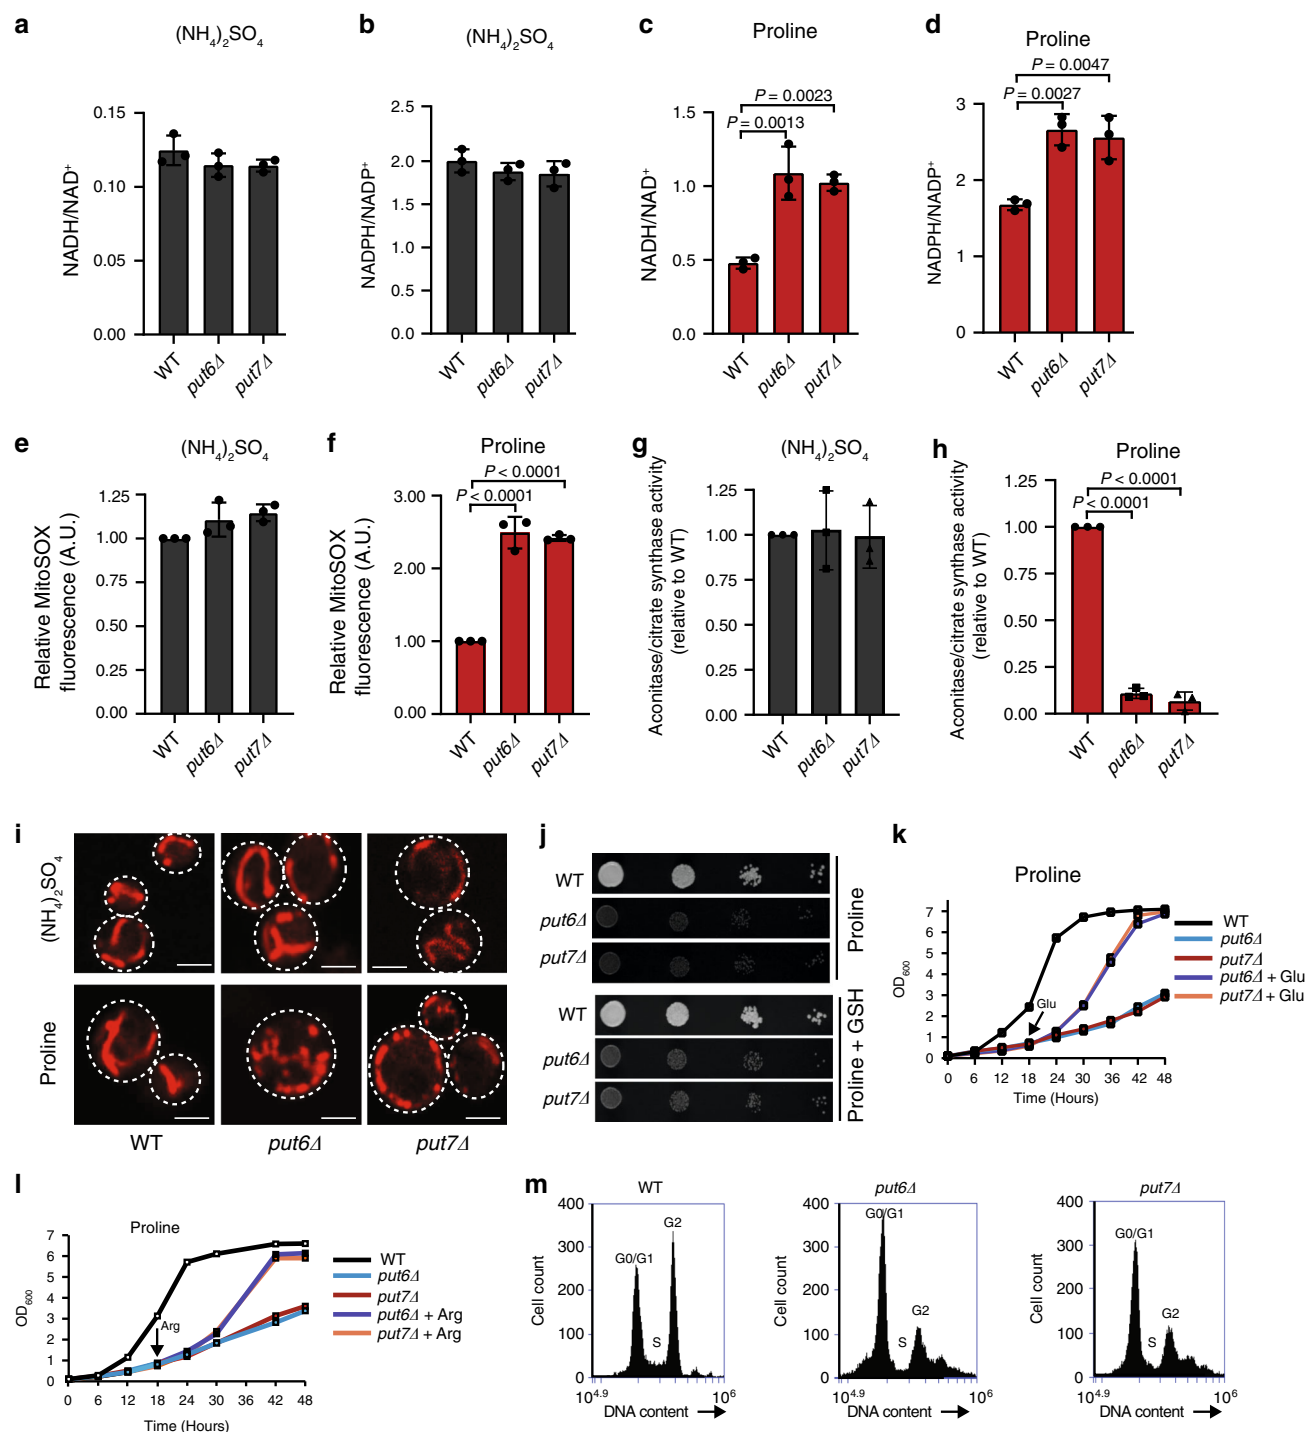 a
(NH4)2SO4
NADH/NAD+
0.15
0.10
0.05
0.00
WT
put6Δ
put7Δ
b
(NH4)2SO4
NADPH/NADP+
2.5
2.0
1.5
1.0
0.5
0.0
WT
put6Δ
put7Δ
c
Proline
P = 0.0023
P = 0.0013
NADH/NAD+
1.5
1.0
0.5
0.0
WT
put6Δ
put7Δ
d
Proline
P = 0.0047
P = 0.0027
NADPH/NADP+
3
2
1
0
WT
put6Δ
put7Δ
e
(NH4)2SO4
Relative MitoSOX
fluorescence (A.U.)
1.25
1.00
0.75
0.50
0.25
0.00
WT
put6Δ
put7Δ
f
Proline
P < 0.0001
P < 0.0001
Relative MitoSOX
fluorescence (A.U.)
3.00
2.00
1.00
0.00
WT
put6Δ
put7Δ
g
(NH4)2SO4
Aconitase/citrate synthase activity
(relative to WT)
1.25
1.00
0.75
0.50
0.25
0.00
WT
put6Δ
put7Δ
h
Proline
P < 0.0001
P < 0.0001
Aconitase/citrate synthase activity
(relative to WT)
1.25
1.00
0.75
0.50
0.25
0.00
WT
put6Δ
put7Δ
i
(NH4)2SO4
Proline
WT
put6Δ
put7Δ
j
WT
put6Δ
put7Δ
Proline
WT
put6Δ
put7Δ
Proline + GSH
k
Proline
OD600
7
6
5
4
3
2
1
0
Glu
0 6 12 18 24 30 36 42 48
Time (Hours)
WT
put6Δ
put7Δ
put6Δ + Glu
put7Δ + Glu
l
Proline
OD600
7
6
5
4
3
2
1
0
Arg
0 6 12 18 24 30 36 42 48
Time (Hours)
WT
put6Δ
put7Δ
put6Δ + Arg
put7Δ + Arg
m
WT
Cell count
400
300
200
100
0
G0/G1
S
G2
10^4.9 10^6
DNA content
put6Δ
Cell count
400
300
200
100
0
G0/G1
S
G2
10^4.9 10^6
DNA content
put7Δ
Cell count
400
300
200
100
0
G0/G1
S
G2
10^4.9 10^6
DNA content